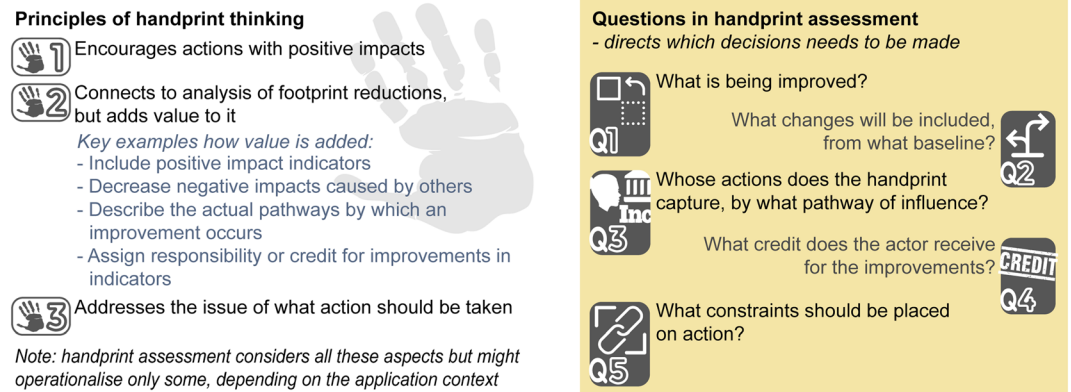 Principles of handprint thinking
1 Encourages actions with positive impacts
2 Connects to analysis of footprint reductions,
but adds value to it
Key examples how value is added:
- Include positive impact indicators
- Decrease negative impacts caused by others
- Describe the actual pathways by which an
improvement occurs
- Assign responsibility or credit for improvements in
indicators
3 Addresses the issue of what action should be taken
Note: handprint assessment considers all these aspects but might
operationalise only some, depending on the application context
Questions in handprint assessment
- directs which decisions needs to be made
What is being improved?
Q1
What changes will be included,
from what baseline?
Q2
Whose actions does the handprint
capture, by what pathway of influence?
Inc
Q3
What credit does the actor receive
for the improvements?
CREDIT
Q4
What constraints should be placed
on action?
Q5